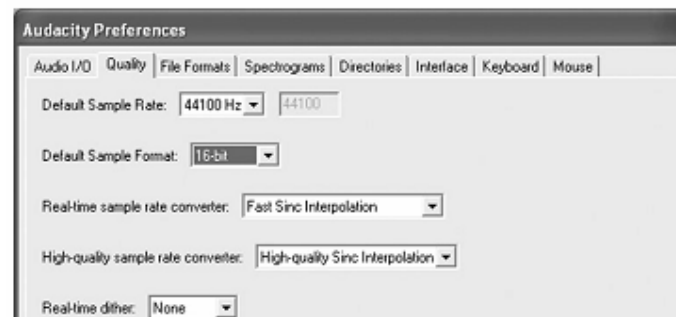 Audacity Preferences
Audio I/O Quality File Formats Spectrograms Directories Interface Keyboard Mouse
Default Sample Rate: 44100 Hz 44100
Default Sample Format: 16-bit
Real-time sample rate converter: Fast Sinc Interpolation
High-quality sample rate converter: High-quality Sinc Interpolation
Real-time dither: None